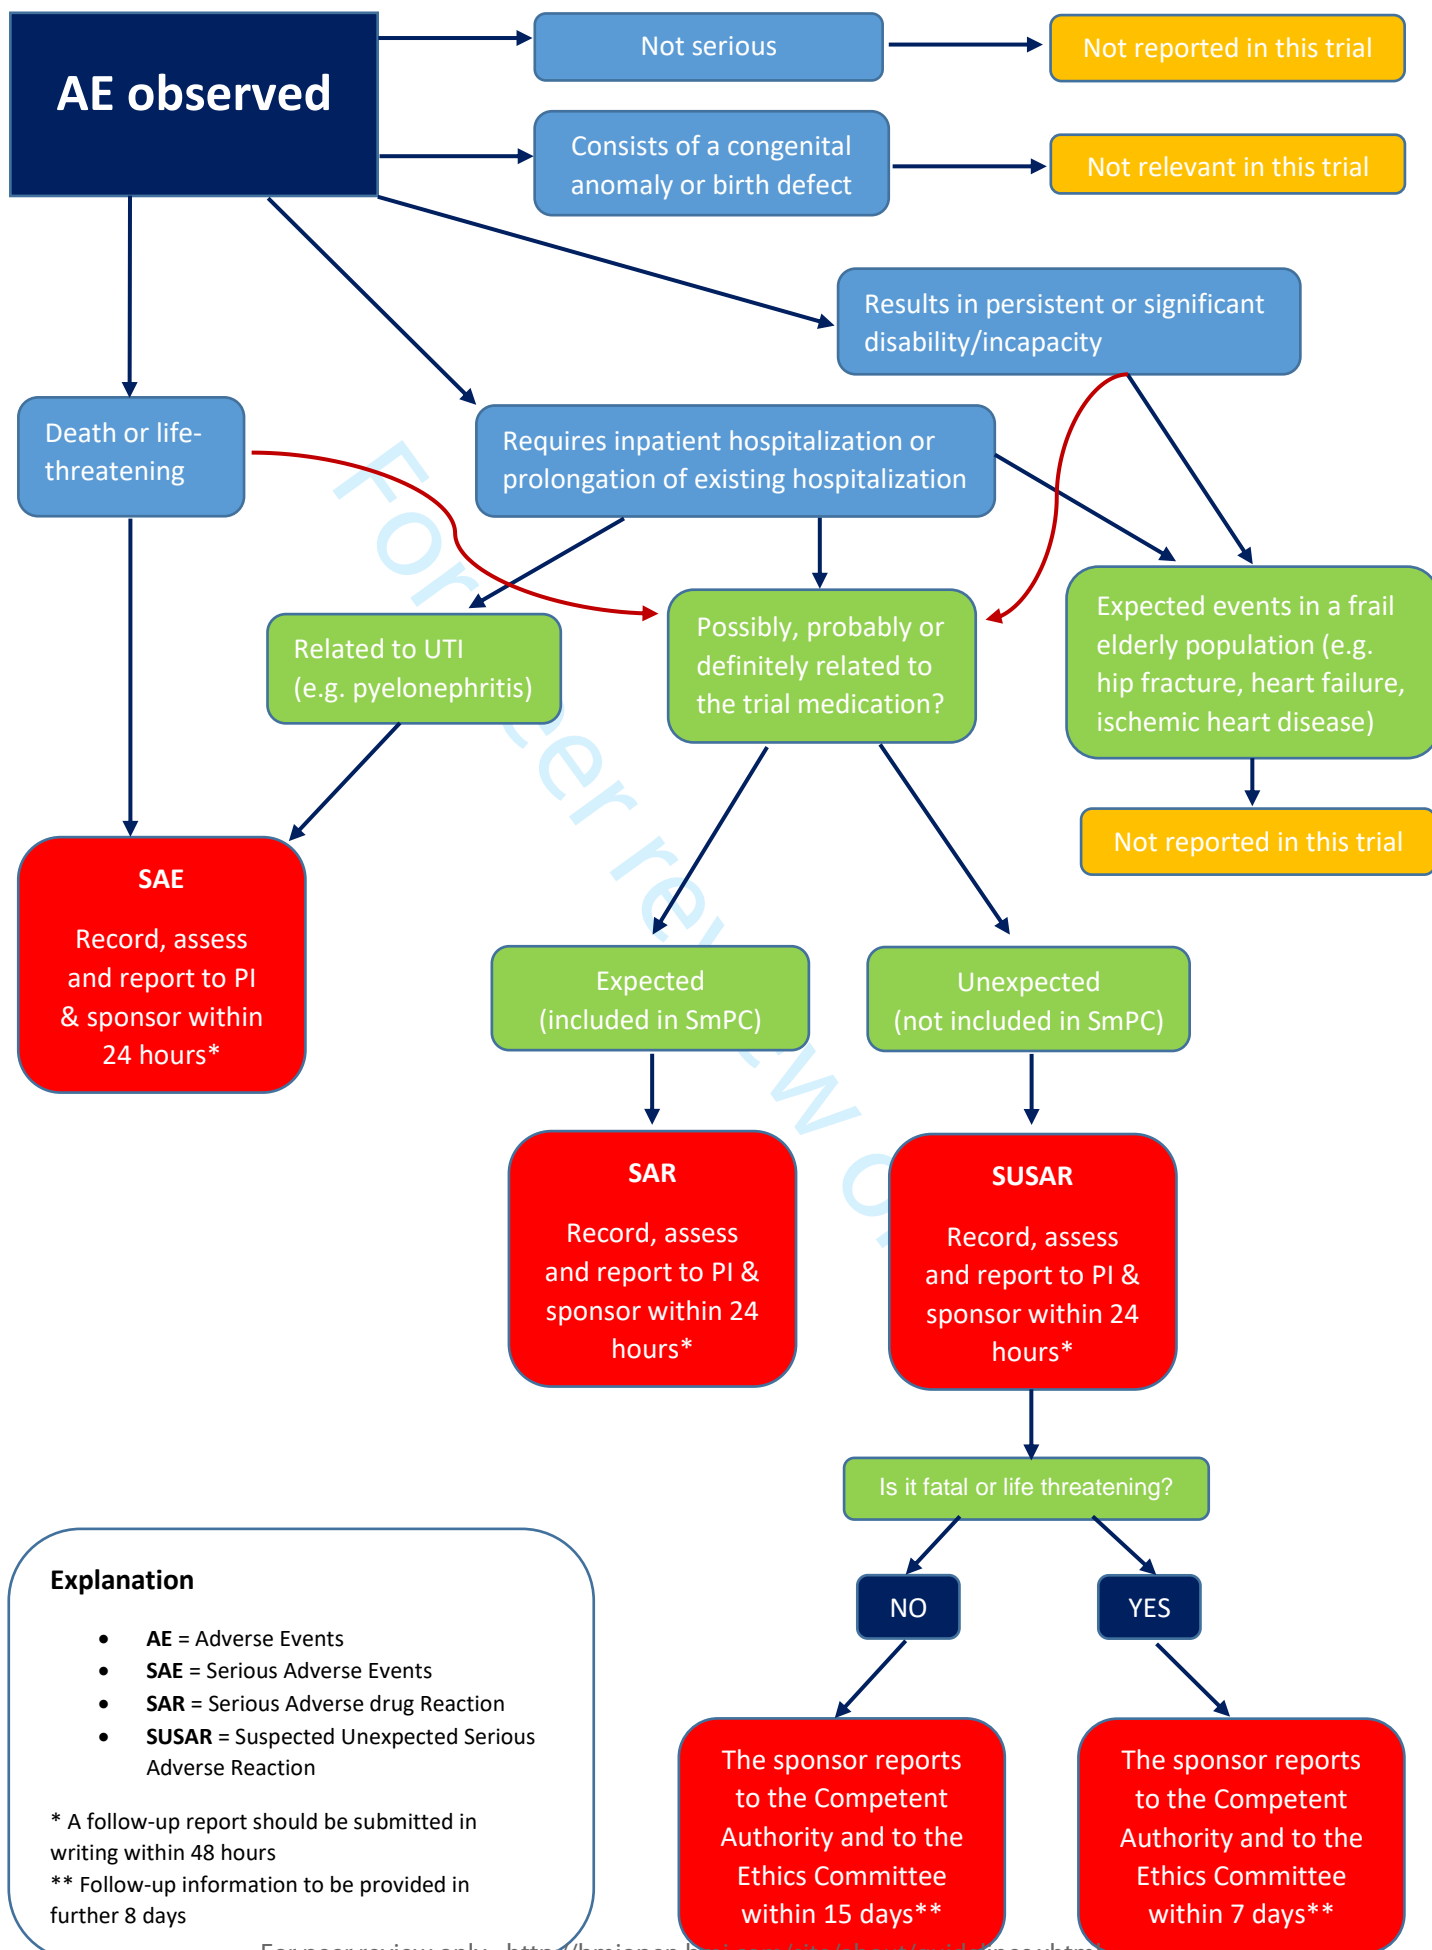 AE observed
Not serious
Not reported in this trial
Consists of a congenital
anomaly or birth defect
Not relevant in this trial
Results in persistent or significant
disability/incapacity
Death or life-
threatening
Requires inpatient hospitalization or
prolongation of existing hospitalization
Related to UTI
(e.g. pyelonephritis)
Possibly, probably or
definitely related to
the trial medication?
Expected events in a frail
elderly population (e.g.
hip fracture, heart failure,
ischemic heart disease)
Not reported in this trial
SAE
Record, assess
and report to PI
& sponsor within
24 hours*
Expected
(included in SmPC)
Unexpected
(not included in SmPC)
SAR
Record, assess
and report to PI &
sponsor within 24
hours*
SUSAR
Record, assess
and report to PI &
sponsor within 24
hours*
Is it fatal or life threatening?
NO
YES
The sponsor reports
to the Competent
Authority and to the
Ethics Committee
within 15 days**
The sponsor reports
to the Competent
Authority and to the
Ethics Committee
within 7 days**
Explanation
• AE = Adverse Events
• SAE = Serious Adverse Events
• SAR = Serious Adverse drug Reaction
• SUSAR = Suspected Unexpected Serious
Adverse Reaction
* A follow-up report should be submitted in
writing within 48 hours
** Follow-up information to be provided in
further 8 days
For peer review only - http://bmjopen